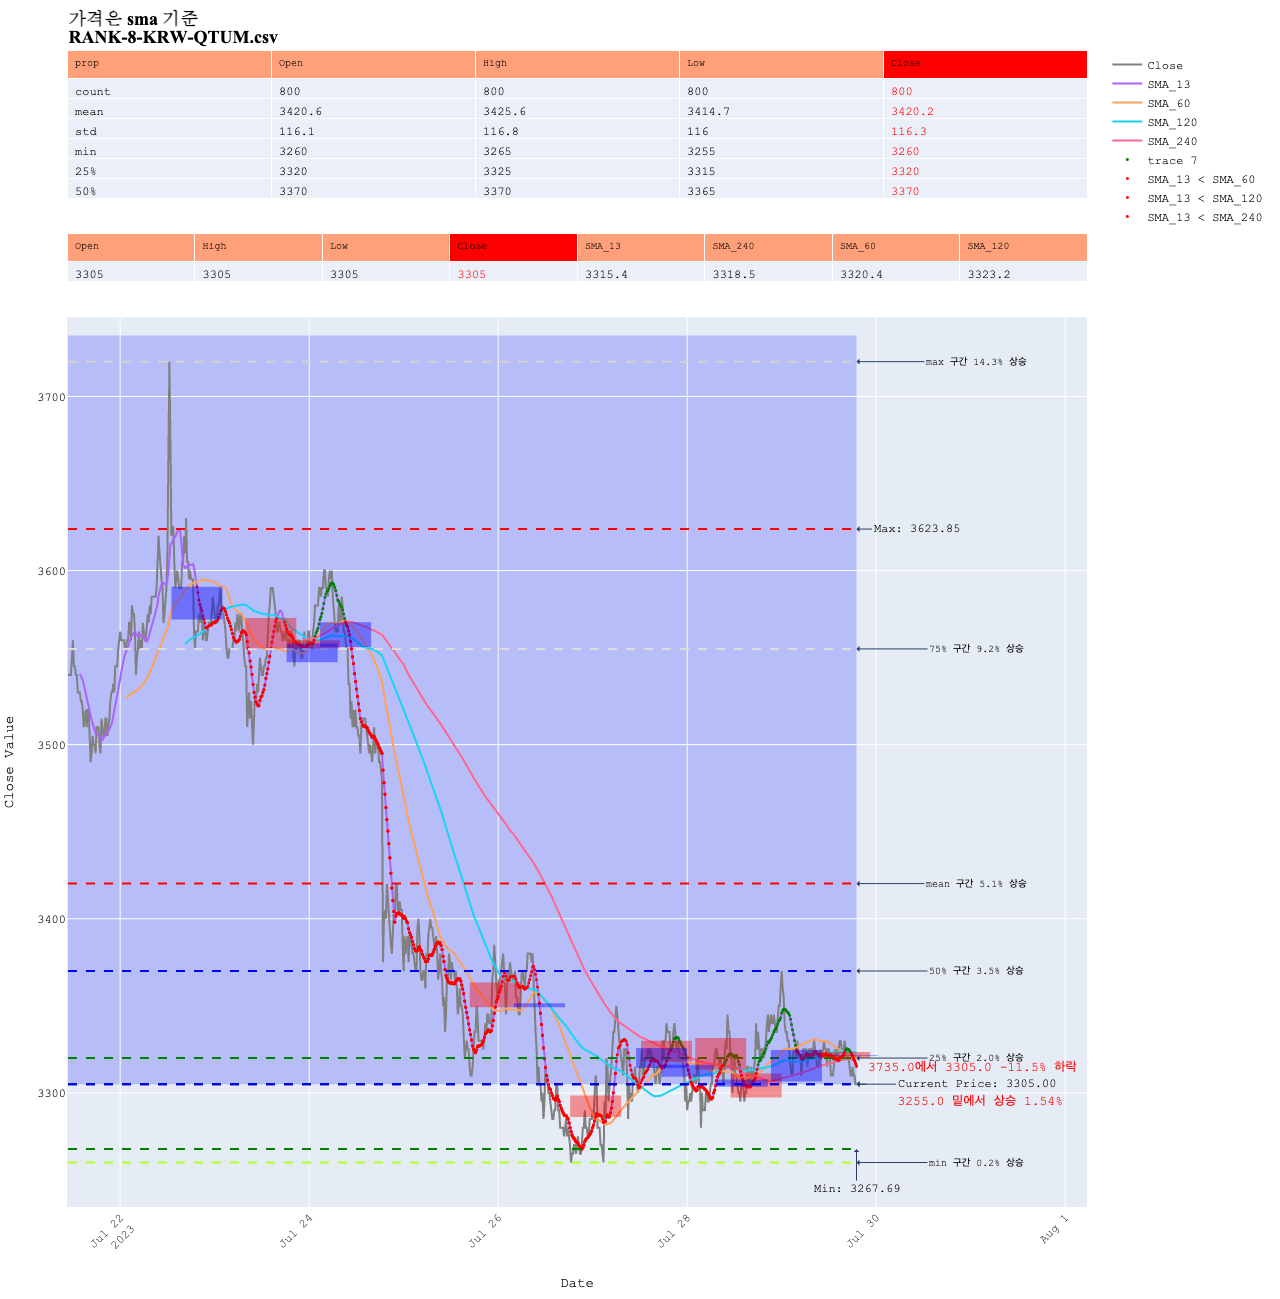 가격은 sma 기준
RANK-8-KRW-QTUM.csv
prop Open High Low Close
count 800 800 800 800
mean 3420.6 3425.6 3414.7 3420.2
std 116.1 116.8 116 116.3
min 3260 3265 3255 3260
25% 3320 3325 3315 3320
50% 3370 3370 3365 3370
Open High Low Close SMA_13 SMA_240 SMA_60 SMA_120
3305 3305 3305 3305 3315.4 3318.5 3320.4 3323.2
Close
SMA_13
SMA_60
SMA_120
SMA_240
trace 7
SMA_13 < SMA_60
SMA_13 < SMA_120
SMA_13 < SMA_240
max 구간 14.3% 상승
3700
Max: 3623.85
3600
75% 구간 9.2% 상승
3500
mean 구간 5.1% 상승
3400
50% 구간 3.5% 상승
25% 구간 2.0% 상승
3735.0에서 3305.0 -11.5% 하락
Current Price: 3305.00
3300
3255.0 밑에서 상승 1.54%
min 구간 0.2% 상승
Min: 3267.69
Close Value
Jul 22
2023
Jul 24
Jul 26
Jul 28
Jul 30
Aug 1
Date